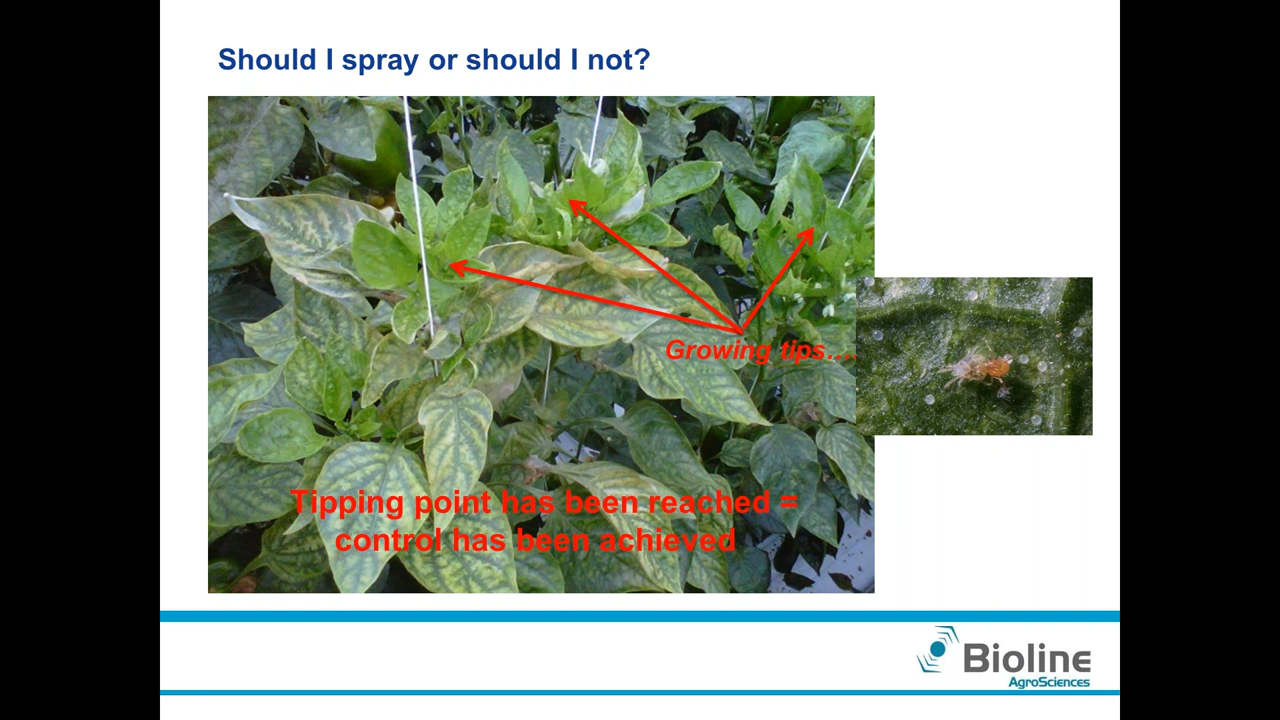 Should I spray or should I not?
Growing tips....
Tipping point has been reached =
control has been achieved
Bioline
AgroSciences